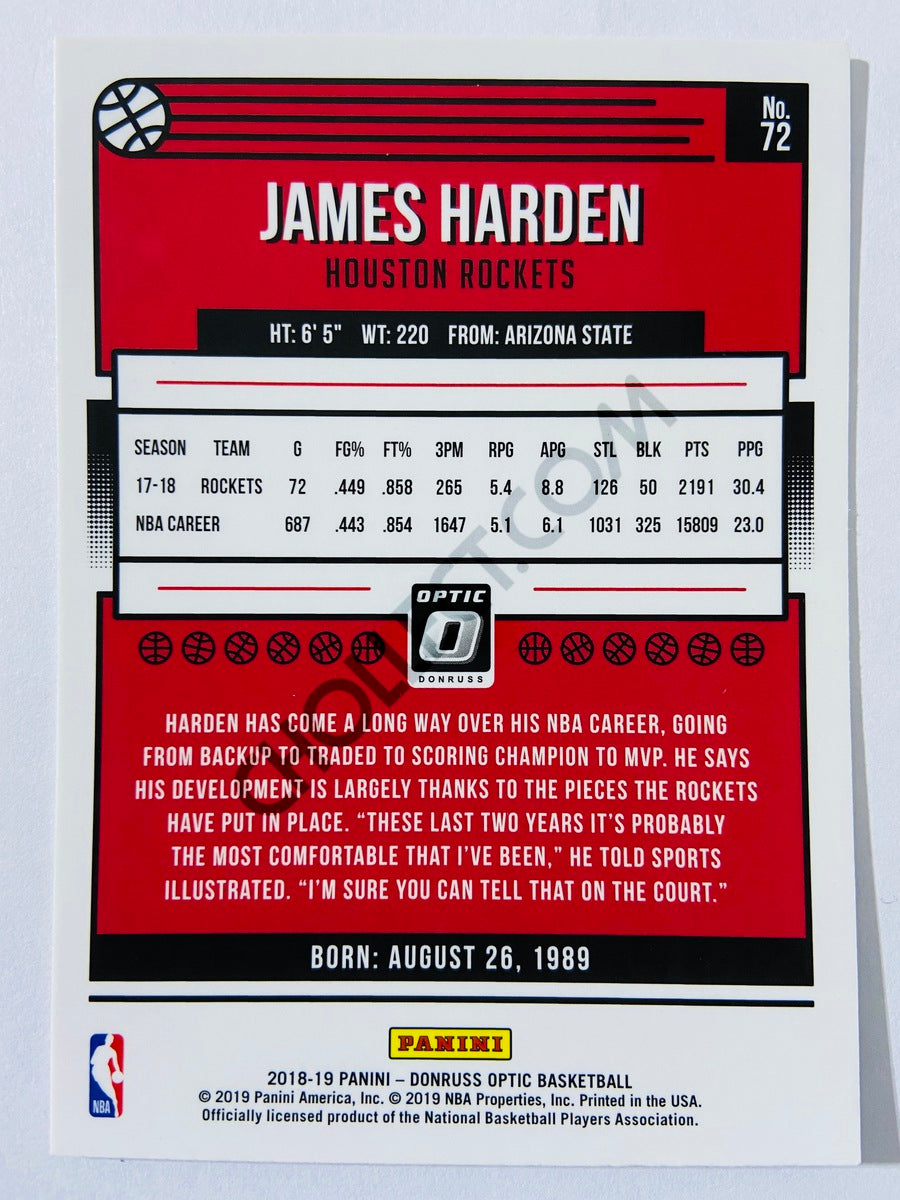 No.
72
JAMES HARDEN
HOUSTON ROCKETS
HT: 6' 5" WT: 220 FROM: ARIZONA STATE
SEASON TEAM G FG% FT% 3PM RPG APG STL BLK PTS PPG
17-18 ROCKETS 72 .449 .858 265 5.4 8.8 126 50 2191 30.4
NBA CAREER 687 .443 .854 1647 5.1 6.1 1031 325 15809 23.0
OPTIC
DONRUSS
HARDEN HAS COME A LONG WAY OVER HIS NBA CAREER, GOING
FROM BACKUP TO TRADED TO SCORING CHAMPION TO MVP. HE SAYS
HIS DEVELOPMENT IS LARGELY THANKS TO THE PIECES THE ROCKETS
HAVE PUT IN PLACE. “THESE LAST TWO YEARS IT’S PROBABLY
THE MOST COMFORTABLE THAT I’VE BEEN,” HE TOLD SPORTS
ILLUSTRATED. “I’M SURE YOU CAN TELL THAT ON THE COURT.”
BORN: AUGUST 26, 1989
PANINI
NBA
2018-19 PANINI – DONRUSS OPTIC BASKETBALL
© 2019 Panini America, Inc. © 2019 NBA Properties, Inc. Printed in the USA.
Officially licensed product of the National Basketball Players Association.